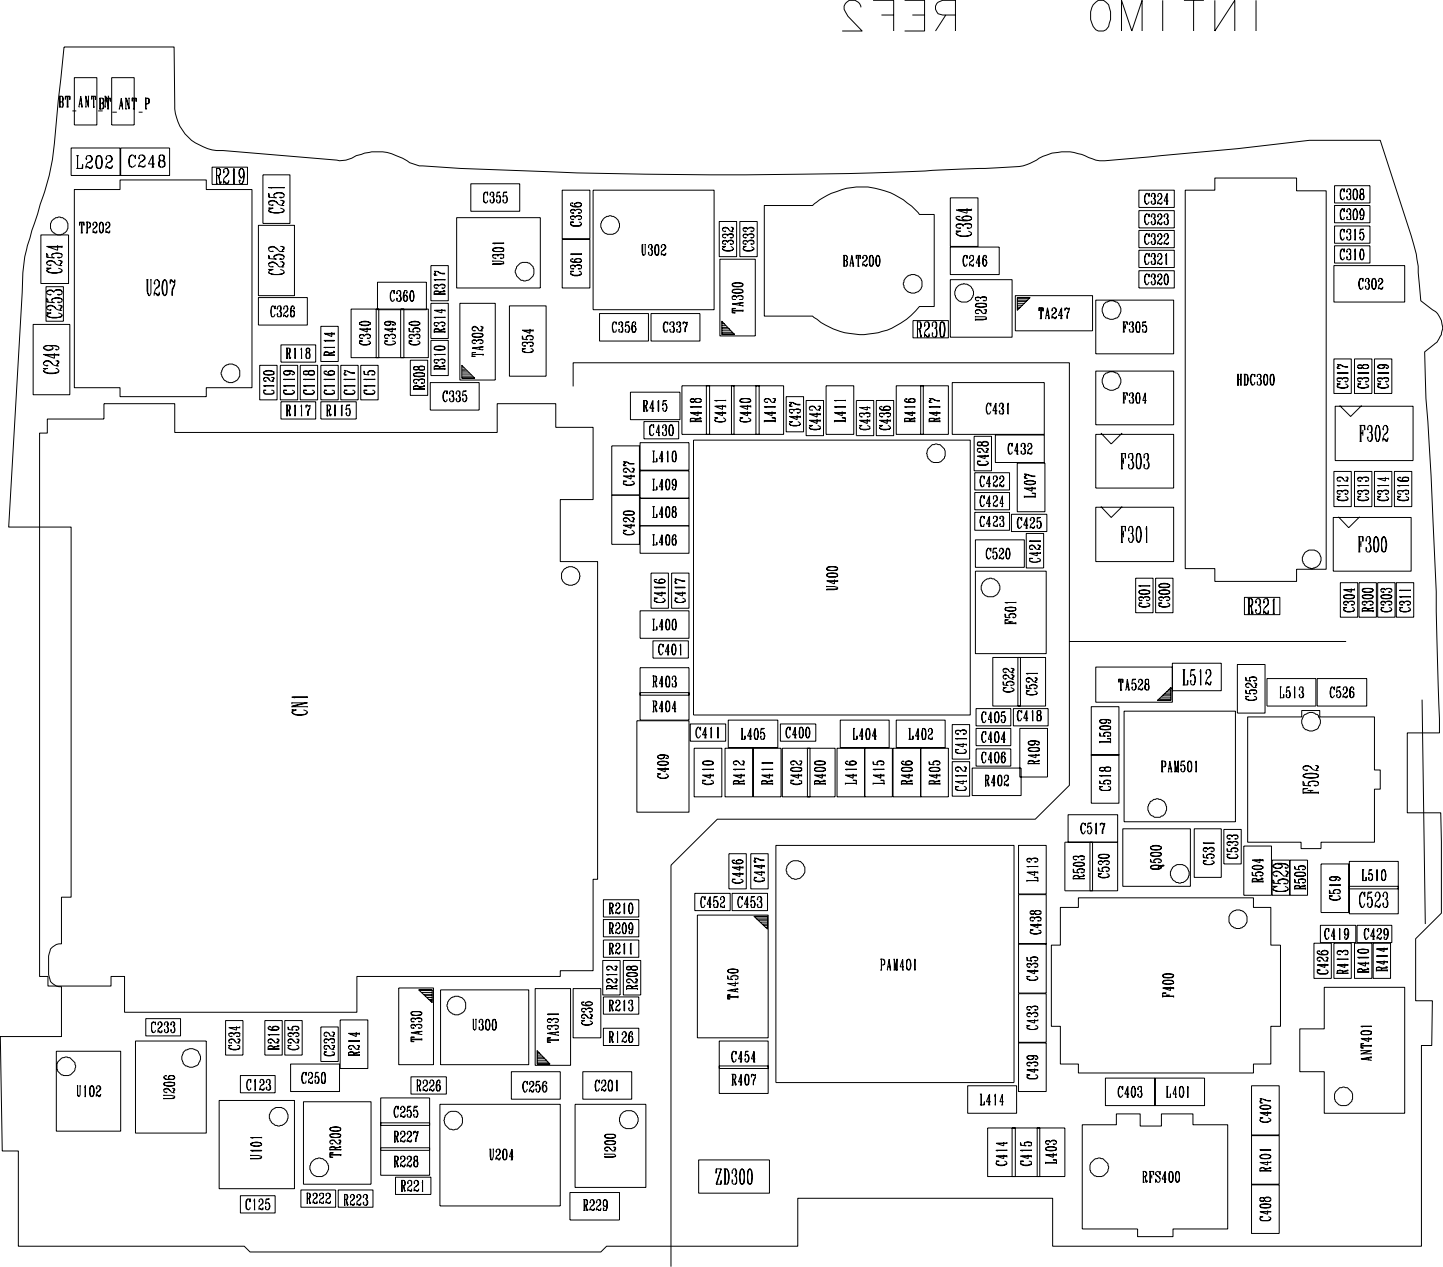 INTIMO REF2
BT_ANT_N BT_ANT_P
L202 C248 R219
C251 C355 C336 C332 C333 C364 C324 C308
TP202 C323 C309
C254 C252 U207 U301 U302 C361 BAT200 C246 C322 C315
C321 C310
C253 R317 C320 C302
C326 C360 TA300 U203 TA247
C249 C340 C349 C350 R314 TA302 C354 C356 C337 R230 F305
R118 R114 R310
C120 C119 C118 C116 C117 C115 R308 HDC300 C317 C318 C319
R117 R115 C335 F304
R415 R418 C441 C440 L412 C437 C442 L411 C434 C436 R416 R417 C431
C430 F302
C427 L410 C428 C432 F303
L409 C422 L407 C312 C313 C314 C316
C420 L408 C424
C423 C425 F301 F300
L406 C520 C421
U400
C416 C417 F501 C301 C300 C304 R300 C303 C311
R321
L400
C401
R403 C522 C521 TA528 L512 C525 L513 C526
CN1
R404 C405 C418
C411 L405 C400 L404 L402 C413 C404 L509
C409 C406 R409
C410 R412 R411 C402 R400 L416 L415 R406 R405 C412 R402 C518 PAM501 F502
C517
C446 C447 L413 R503 C530 Q500 C531 C533 R504 C529 R505 C519 L510
C523
C452 C453
R210 C438
R209 C419 C429
R211 PAM401 C435 F400 C426 R413 R410 R414
R212 R208 TA450
R213
C233 C234 R216 C235 C232 R214 TA330 U300 TA331 C236 R126 C433 ANT401
C454 C439
U102 U206 C250 C123 R226 C256 C201 R407 L414 C403 L401
C255 C407
U101 TR200 R227 U204 U200 C414 C415 L403
R228 ZD300 RFS400 R401
R221
C125 R222 R223 R229 C408